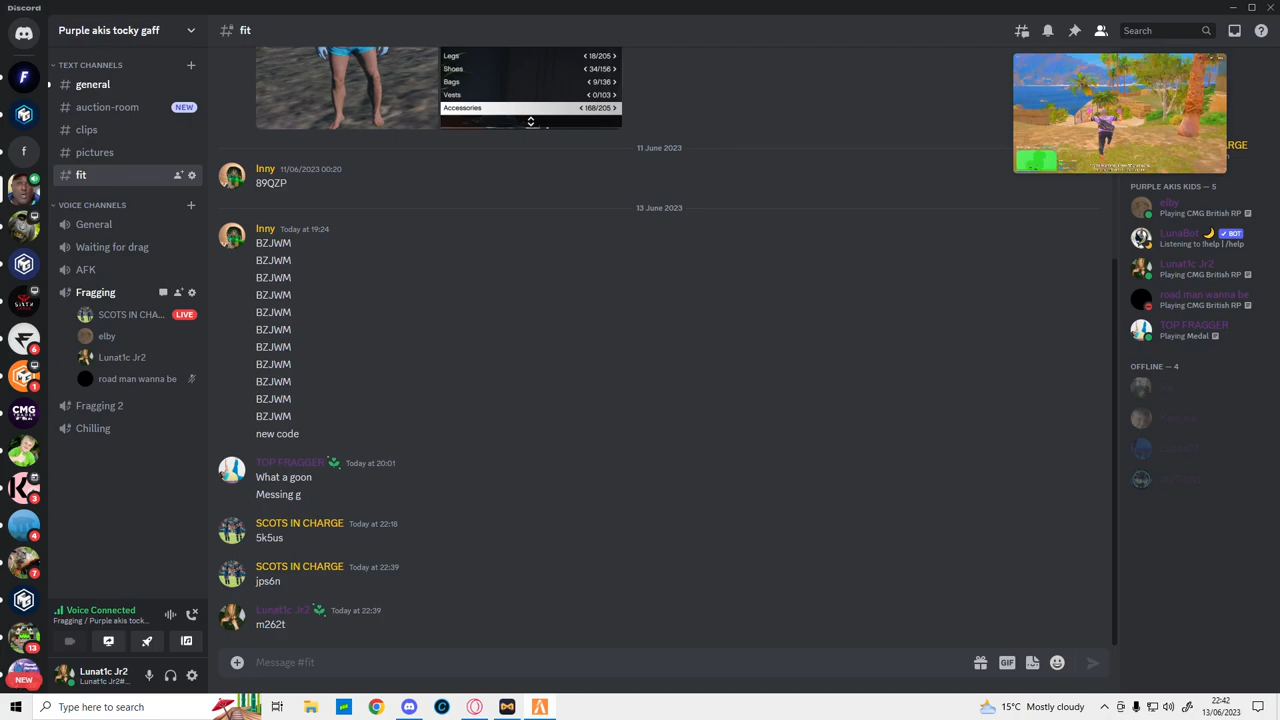 Discord
Purple akis tocky gaff
fit
Search
TEXT CHANNELS
general
auction-room
NEW
clips
pictures
fit
VOICE CHANNELS
General
Waiting for drag
AFK
Fragging
SCOTS IN CHA...
LIVE
elby
Lunat1c Jr2
road man wanna be
Fragging 2
Chilling
6
1
3
4
7
13
NEW
CMG
Voice Connected
Fragging / Purple akis tock...
Lunat1c Jr2
Lunat1c Jr2#...
Legs
18/205
Shoes
34/156
Bags
9/136
Vests
0/103
Accessories
168/205
11 June 2023
Inny 11/06/2023 00:20
89QZP
13 June 2023
Inny Today at 19:24
BZJWM
BZJWM
BZJWM
BZJWM
BZJWM
BZJWM
BZJWM
BZJWM
BZJWM
BZJWM
BZJWM
new code
TOP FRAGGER Today at 20:01
What a goon
Messing g
SCOTS IN CHARGE Today at 22:18
5k5us
SCOTS IN CHARGE Today at 22:39
jps6n
Lunat1c Jr2 Today at 22:39
m262t
Message #fit
GIF
PURPLE AKIS KIDS — 5
elby
Playing CMG British RP
LunaBot BOT
Listening to !help | /help
Lunat1c Jr2
Playing CMG British RP
road man wanna be
Playing CMG British RP
TOP FRAGGER
Playing Medal
OFFLINE — 4
Type here to search
15°C Mostly cloudy
22:42
13/06/2023